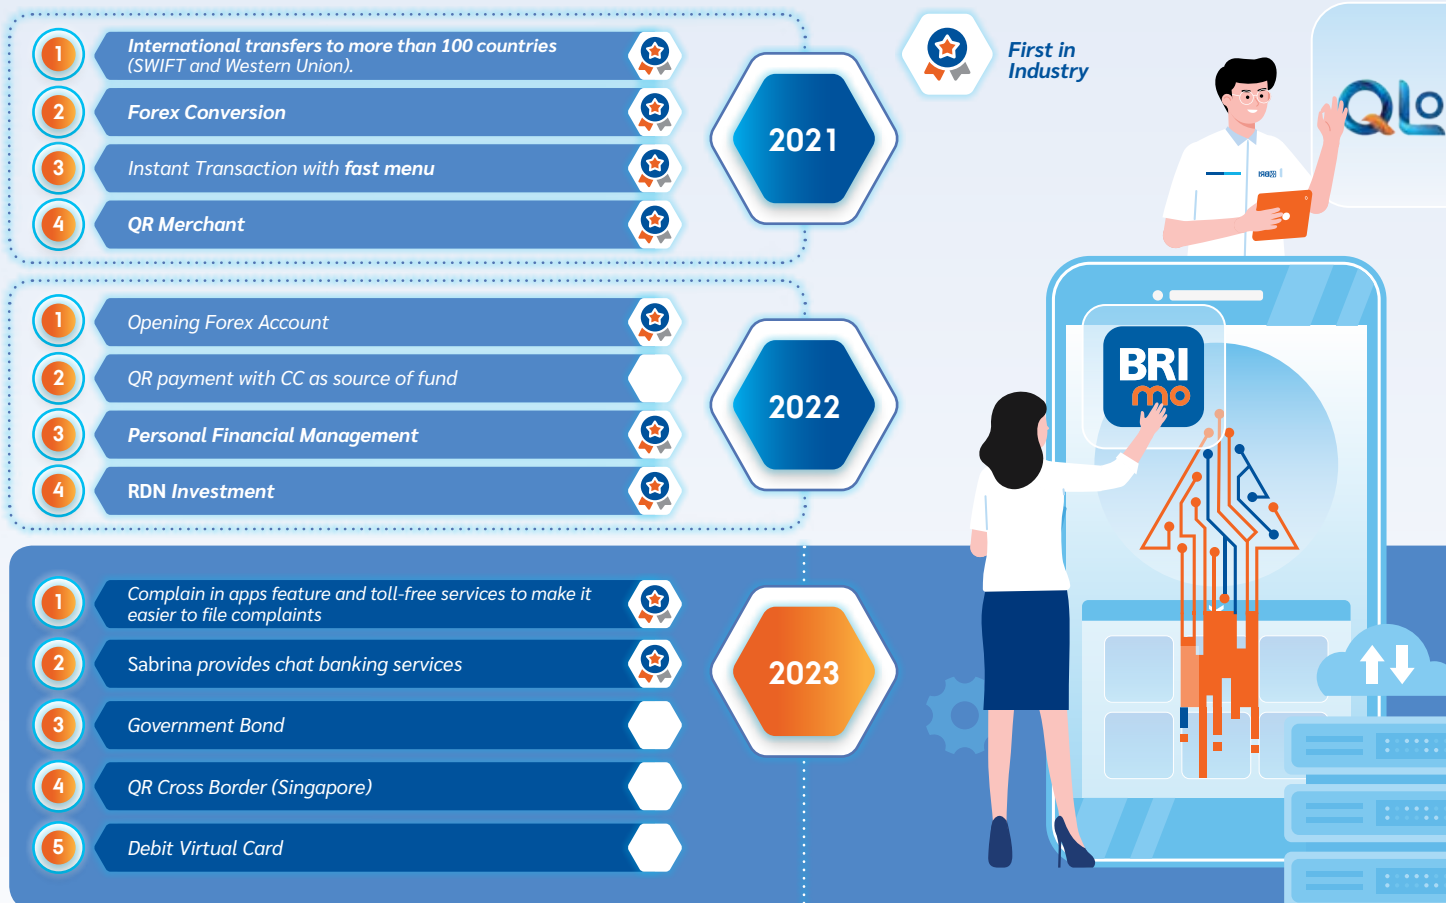 1
International transfers to more than 100 countries
(SWIFT and Western Union).
2
Forex Conversion
3
Instant Transaction with fast menu
4
QR Merchant
2021
First in
Industry
QLo
1
Opening Forex Account
2
QR payment with CC as source of fund
3
Personal Financial Management
4
RDN Investment
2022
BRI
mo
1
Complain in apps feature and toll-free services to make it
easier to file complaints
2
Sabrina provides chat banking services
3
Government Bond
4
QR Cross Border (Singapore)
5
Debit Virtual Card
2023